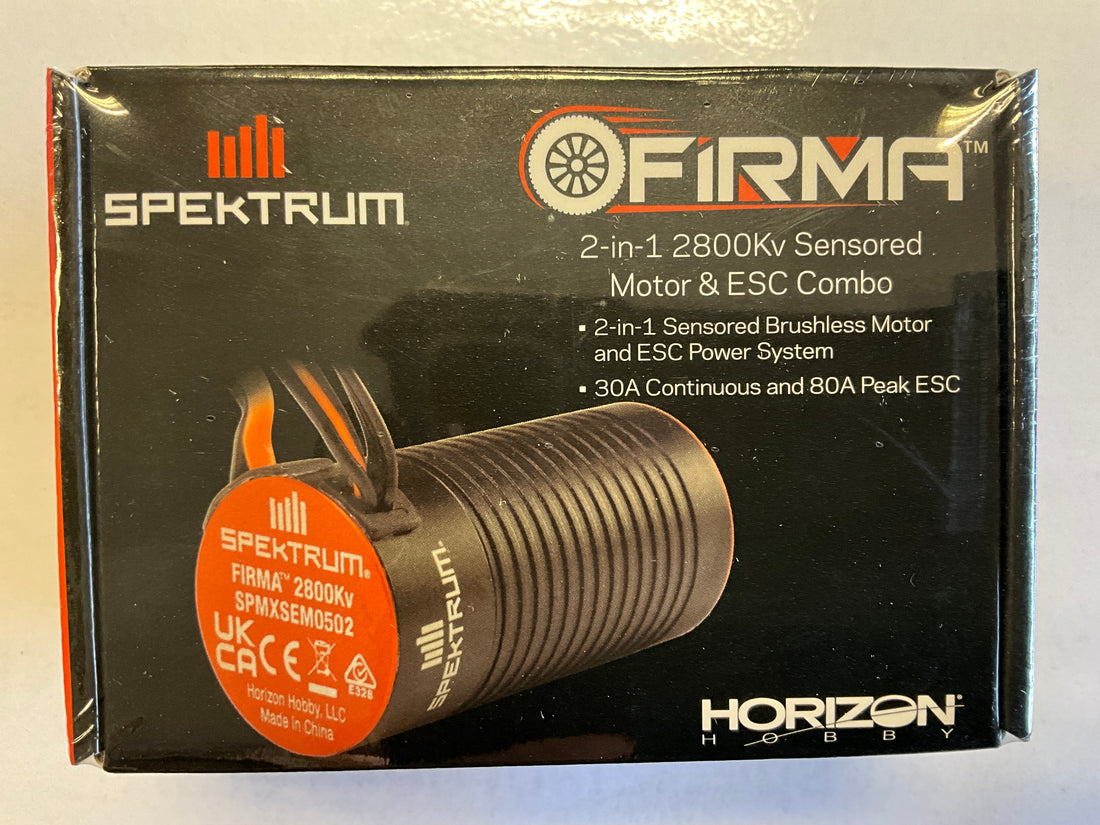 SPEKTRUM®
FiRMA™
2-in-1 2800Kv Sensored
Motor & ESC Combo
▪ 2-in-1 Sensored Brushless Motor
and ESC Power System
▪ 30A Continuous and 80A Peak ESC
SPEKTRUM®
FIRMA™ 2800Kv
SPMXSEM0502
UK
CA CE
E328
Horizon Hobby, LLC
Made in China
SPEKTRUM®
HORIZON®
HOBBY